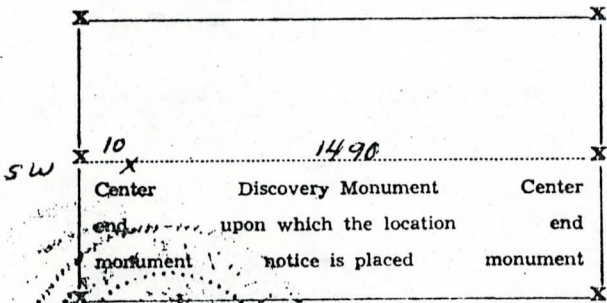 X X
10 1490
SW X X X
Center Discovery Monument Center
end upon which the location end
monument notice is placed monument
X X